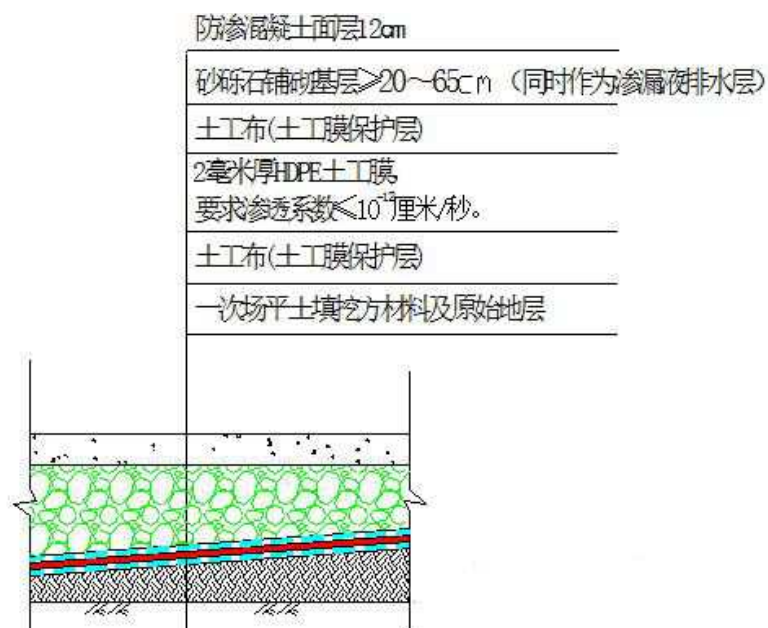 防渗混凝土面层12cm
砂砾石铺砌基层≥20～65cm（同时作为渗漏液排水层）
土工布(土工膜保护层)
2毫米厚HDPE土工膜，
要求渗透系数≤10⁻¹²厘米/秒。
土工布(土工膜保护层)
一次场平土填挖方材料及原始地层